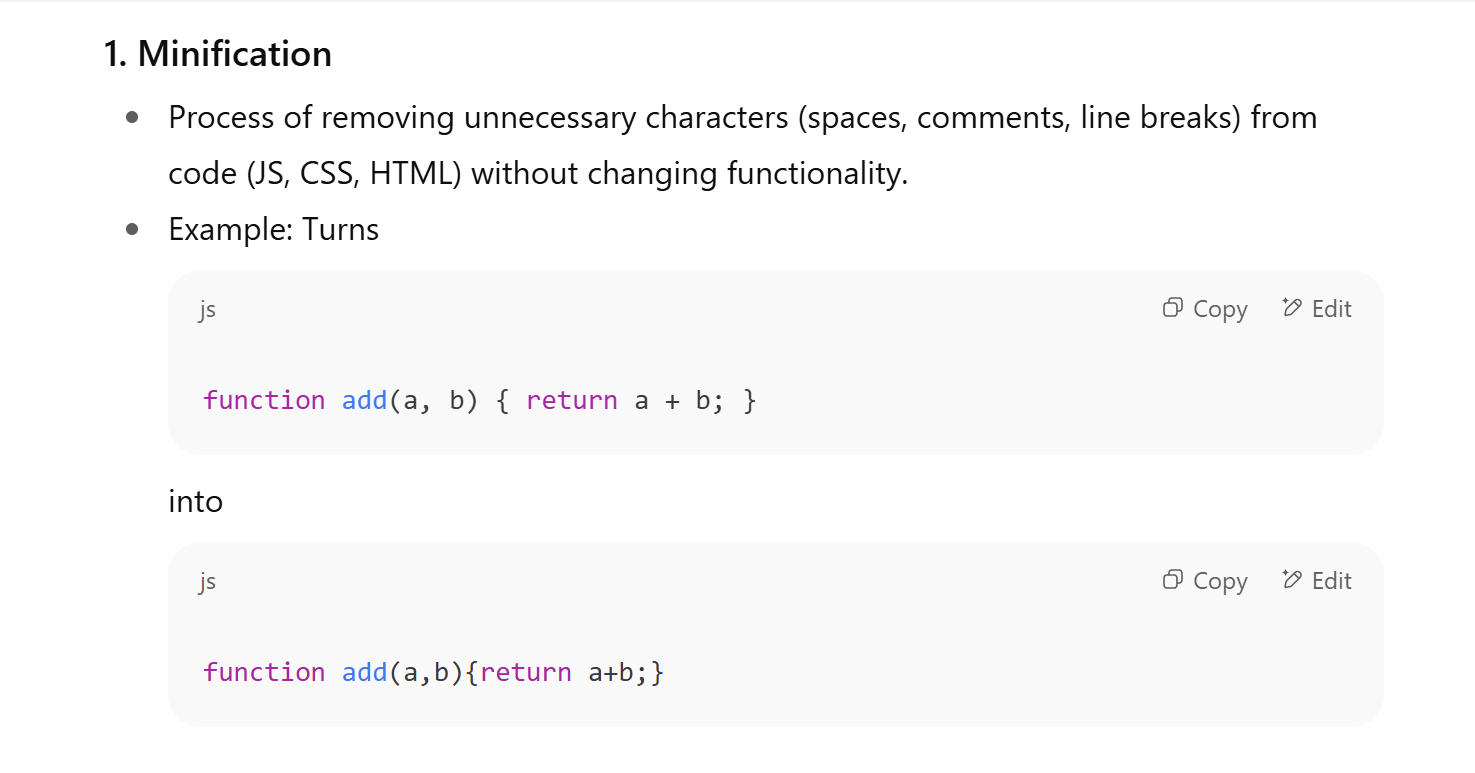 1. Minification
• Process of removing unnecessary characters (spaces, comments, line breaks) from
code (JS, CSS, HTML) without changing functionality.
• Example: Turns
js Copy Edit
function add(a, b) { return a + b; }
into
js Copy Edit
function add(a,b){return a+b;}